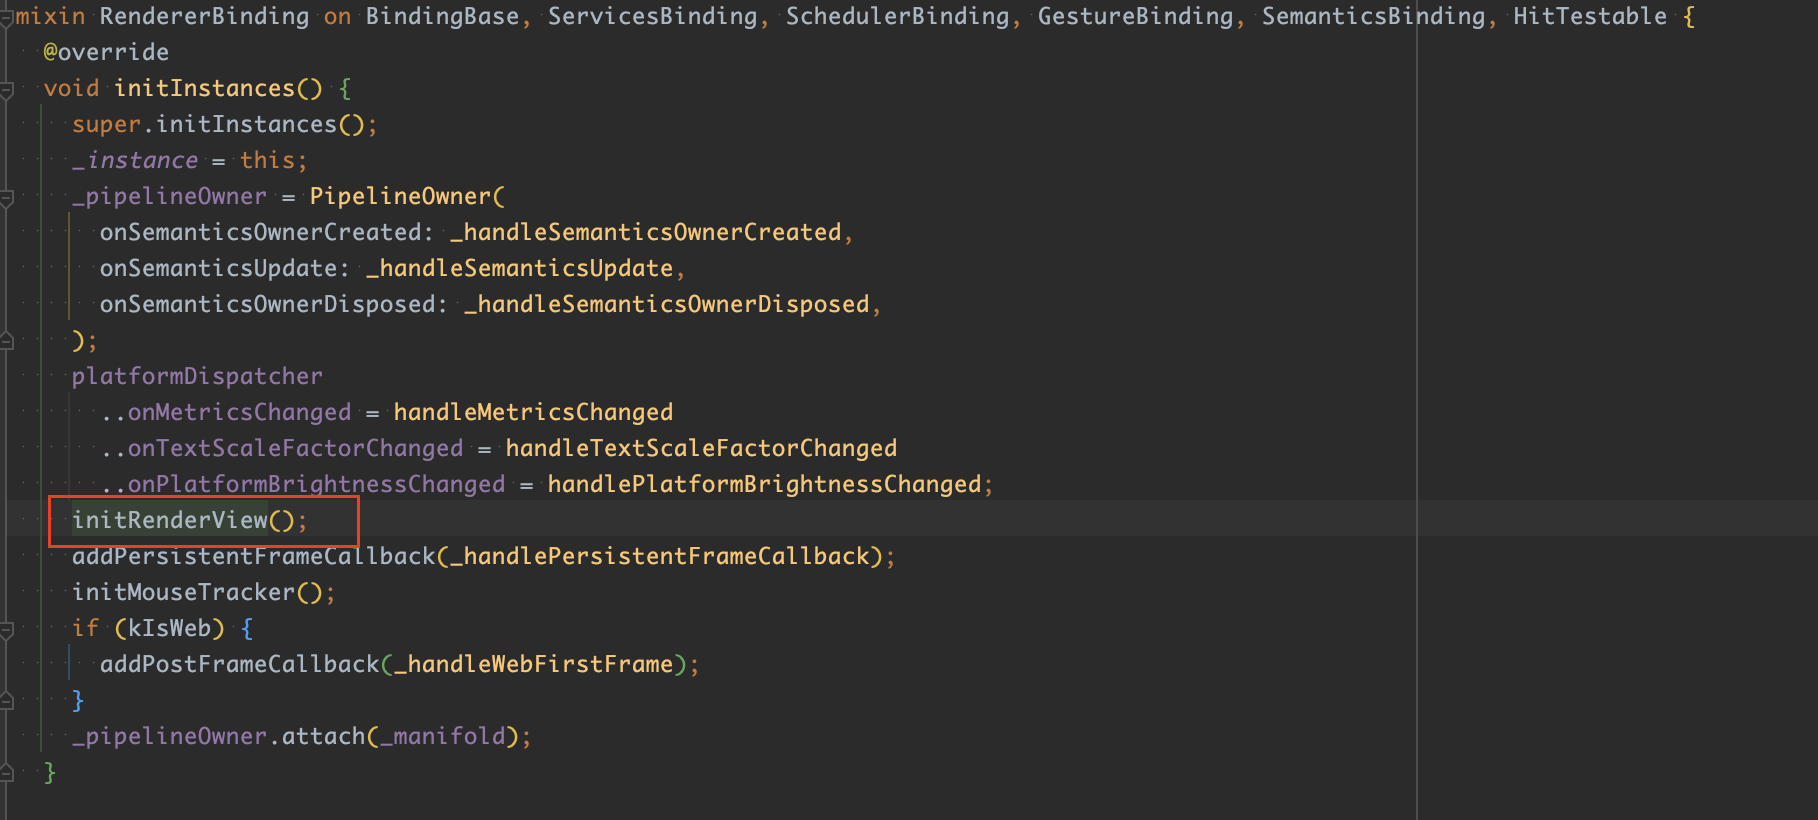 mixin RendererBinding on BindingBase, ServicesBinding, SchedulerBinding, GestureBinding, SemanticsBinding, HitTestable {
@override
void initInstances() {
super.initInstances();
_instance = this;
_pipelineOwner = PipelineOwner(
onSemanticsOwnerCreated: _handleSemanticsOwnerCreated,
onSemanticsUpdate: _handleSemanticsUpdate,
onSemanticsOwnerDisposed: _handleSemanticsOwnerDisposed,
);
platformDispatcher
..onMetricsChanged = handleMetricsChanged
..onTextScaleFactorChanged = handleTextScaleFactorChanged
..onPlatformBrightnessChanged = handlePlatformBrightnessChanged;
initRenderView();
addPersistentFrameCallback(_handlePersistentFrameCallback);
initMouseTracker();
if (kIsWeb) {
addPostFrameCallback(_handleWebFirstFrame);
}
_pipelineOwner.attach(_manifold);
}